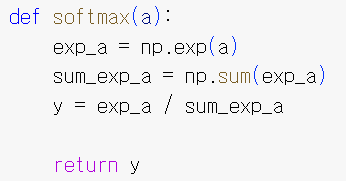 def softmax(a):
    exp_a = np.exp(a)
    sum_exp_a = np.sum(exp_a)
    y = exp_a / sum_exp_a

    return y